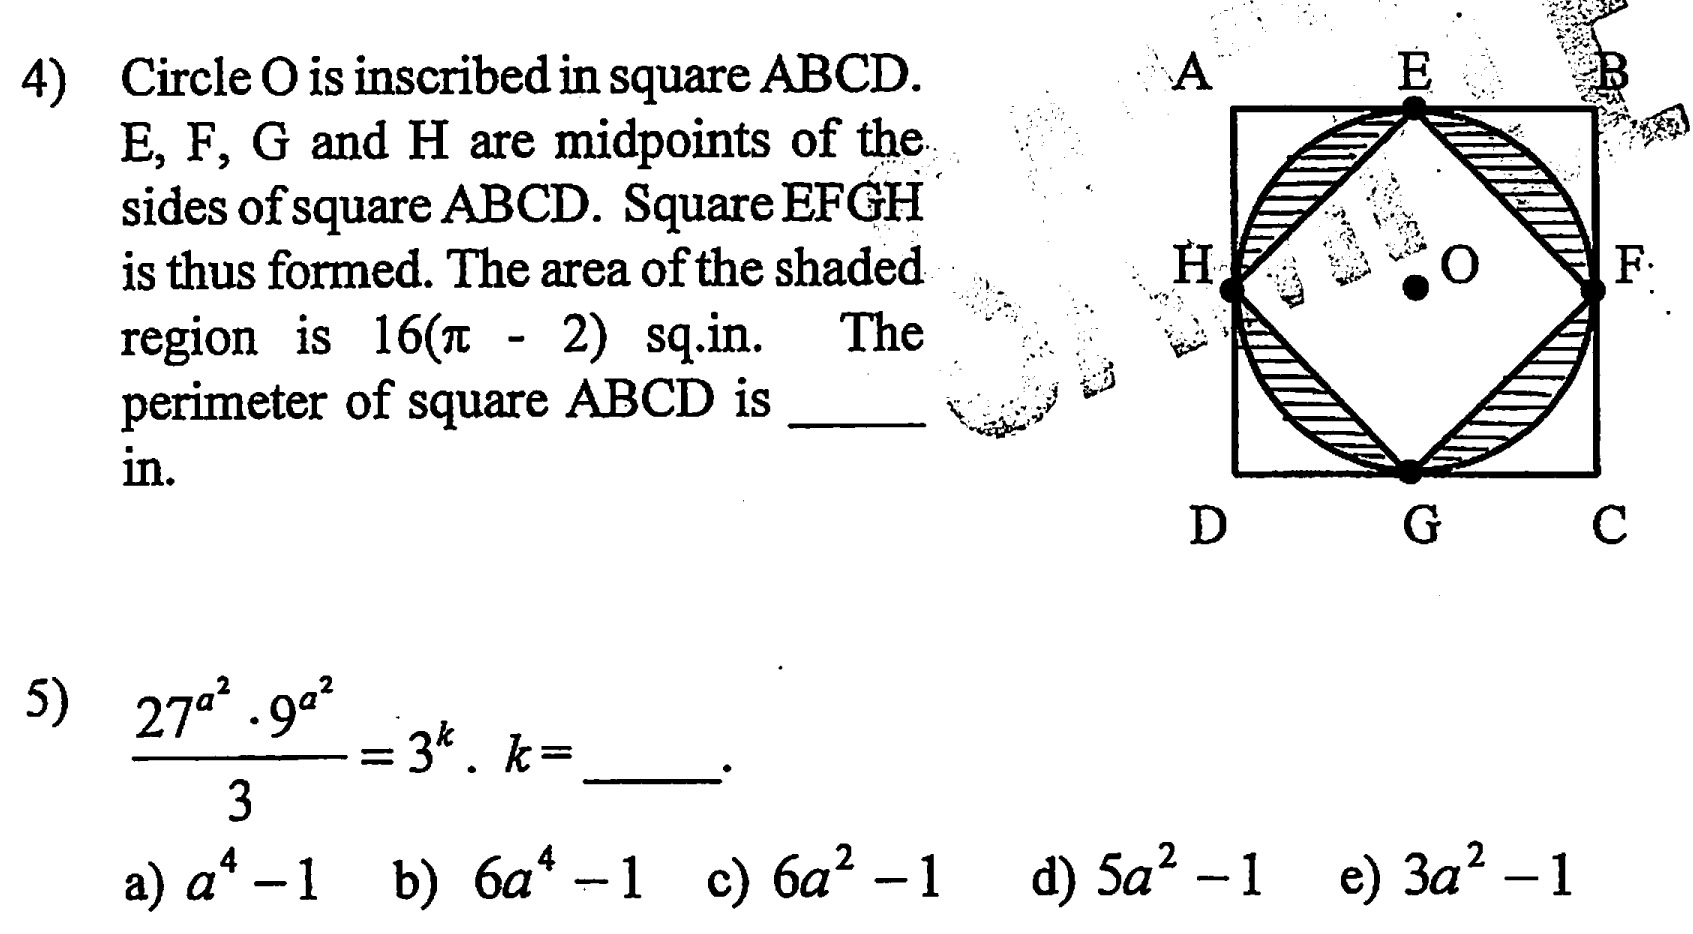 4) Circle O is inscribed in square ABCD.
E, F, G and H are midpoints of the
sides of square ABCD. Square EFGH
is thus formed. The area of the shaded
region is 16(π - 2) sq.in. The
perimeter of square ABCD is ____
in.
A E B
H O F
D G C
5) \frac{27^{a^2} \cdot 9^{a^2}}{3} = 3^k. k = ____.
a) a^4 - 1 b) 6a^4 - 1 c) 6a^2 - 1 d) 5a^2 - 1 e) 3a^2 - 1